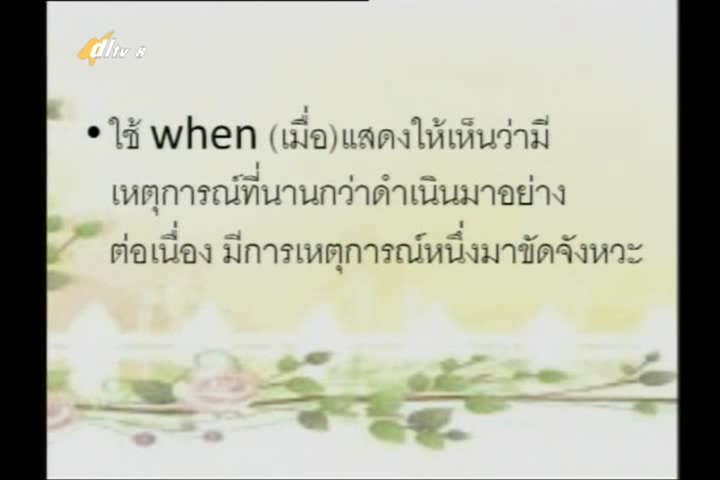 dltv 8
• ใช้ when (เมื่อ)แสดงให้เห็นว่ามี
เหตุการณ์ที่นานกว่าดำเนินมาอย่าง
ต่อเนื่อง มีการเหตุการณ์หนึ่งมาขัดจังหวะ